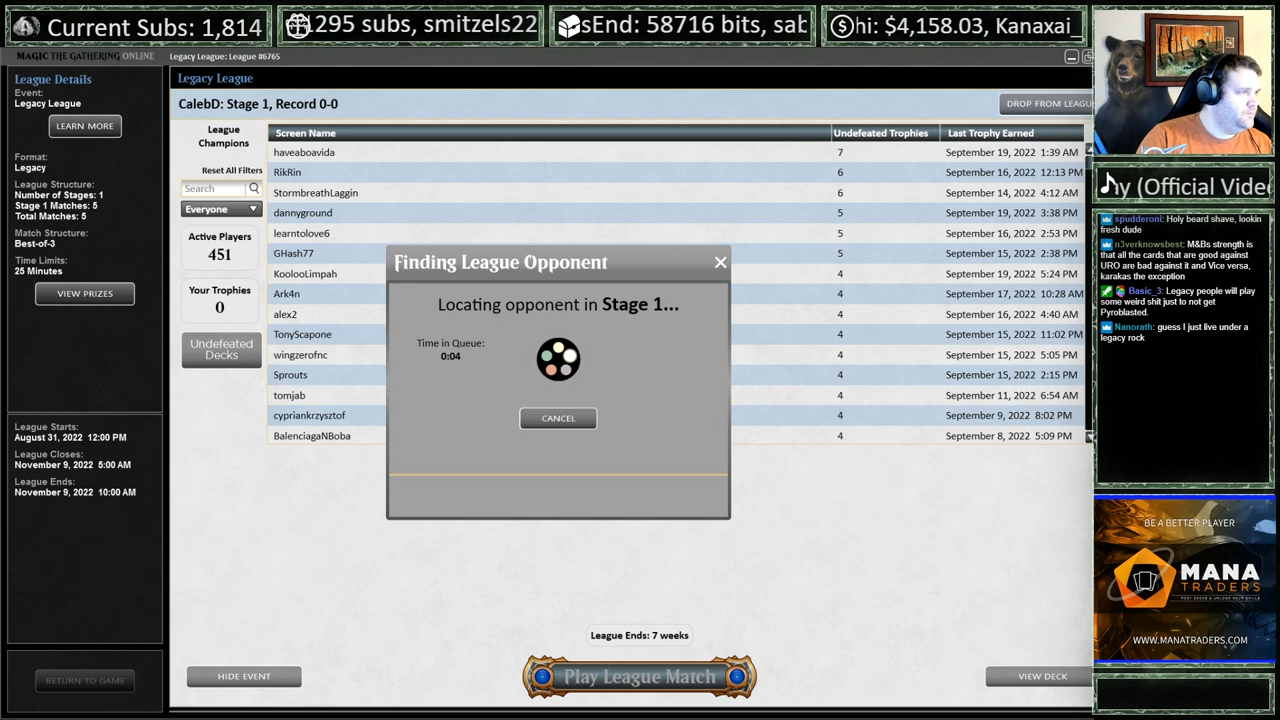 Current Subs: 1,814
1295 subs, smitzels22
sEnd: 58716 bits, sab
hi: $4,158.03, Kanaxai_
MAGIC THE GATHERING ONLINE
Legacy League: League #6765
League Details
Event:
Legacy League
LEARN MORE
Format:
Legacy
League Structure:
Number of Stages: 1
Stage 1 Matches: 5
Total Matches: 5
Match Structure:
Best-of-3
Time Limits:
25 Minutes
VIEW PRIZES
League Starts:
August 31, 2022 12:00 PM
League Closes:
November 9, 2022 5:00 AM
League Ends:
November 9, 2022 10:00 AM
RETURN TO GAME
Legacy League
CalebD: Stage 1, Record 0-0
DROP FROM LEAGU
League
Champions
Reset All Filters
Search
Everyone
Active Players
451
Your Trophies
0
Undefeated
Decks
Screen Name Undefeated Trophies Last Trophy Earned
haveaboavida 7 September 19, 2022 1:39 AM
RikRin 6 September 16, 2022 12:13 PM
StormbreathLaggin 6 September 14, 2022 4:12 AM
dannyground 5 September 19, 2022 3:38 PM
learntolove6 5 September 16, 2022 2:53 PM
GHash77 5 September 15, 2022 2:38 PM
KoolooLimpah 4 September 19, 2022 5:24 PM
Ark4n 4 September 17, 2022 10:28 AM
alex2 4 September 16, 2022 4:40 AM
TonyScapone 4 September 15, 2022 11:02 PM
wingzerofnc 4 September 15, 2022 5:05 PM
Sprouts 4 September 15, 2022 2:15 PM
tomjab 4 September 11, 2022 6:54 AM
cypriankrzysztof 4 September 9, 2022 8:02 PM
BalenciagaNBoba 4 September 8, 2022 5:09 PM
Finding League Opponent
Locating opponent in Stage 1...
Time in Queue:
0:04
CANCEL
League Ends: 7 weeks
HIDE EVENT
Play League Match
VIEW DECK
y (Official Vide
spudderoni: Holy beard shave, lookin
fresh dude
n3verknowsbest: M&Bs strength is
that all the cards that are good against
URO are bad against it and Vice versa,
karakas the exception
Basic_3: Legacy people will play
some weird shit just to not get
Pyroblasted.
Nanorath: guess I just live under a
legacy rock
BE A BETTER PLAYER
MANA
TRADERS
WWW.MANATRADERS.COM